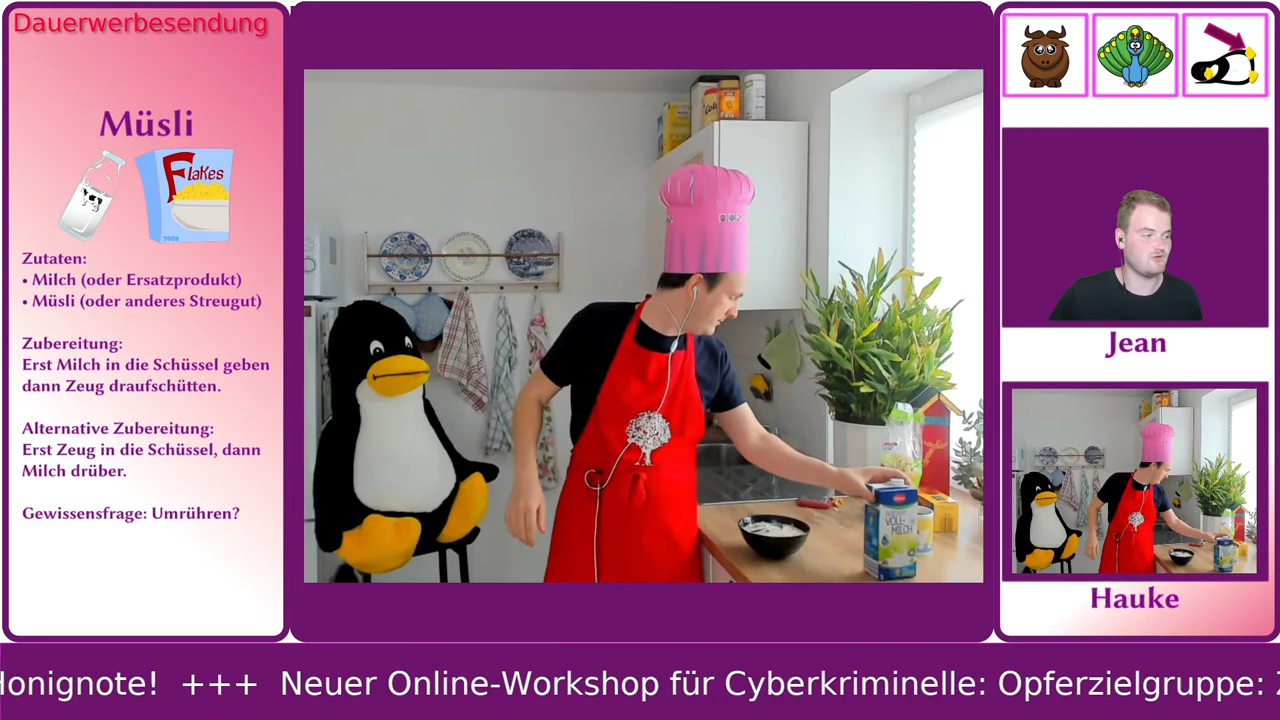 Dauerwerbesendung
Müsli
Flakes
700g
Zutaten:
• Milch (oder Ersatzprodukt)
• Müsli (oder anderes Streugut)
Zubereitung:
Erst Milch in die Schüssel geben
dann Zeug draufschütten.
Alternative Zubereitung:
Erst Zeug in die Schüssel, dann
Milch drüber.
Gewissensfrage: Umrühren?
VOLL-
MILCH
Jean
Hauke
Honignote! +++ Neuer Online-Workshop für Cyberkriminelle: Opferzielgruppe: